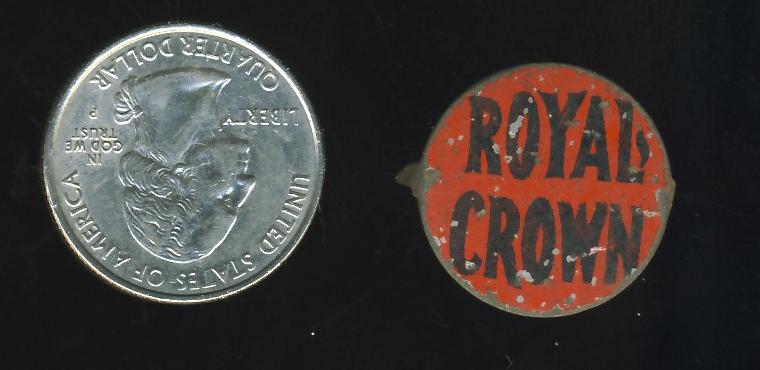 UNITED STATES OF AMERICA
LIBERTY
IN
GOD WE
TRUST
P
QUARTER DOLLAR
ROYAL
CROWN